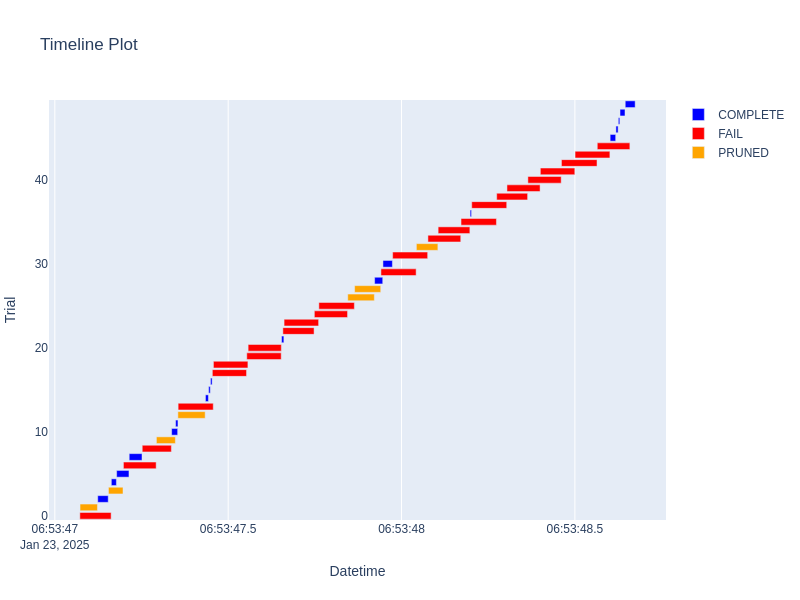 Timeline Plot
COMPLETE
FAIL
PRUNED
40
30
20
10
0
Trial
06:53:47
06:53:47.5
06:53:48
06:53:48.5
Jan 23, 2025
Datetime